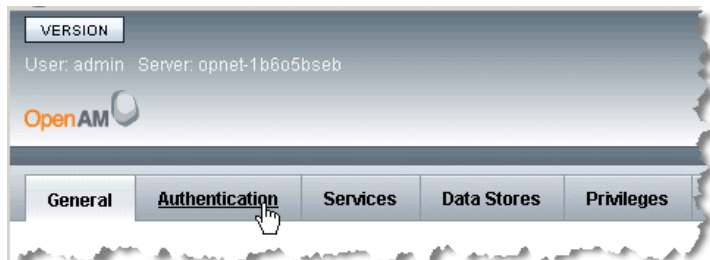 VERSION
User: admin Server: opnet-1b6o5bseb
OpenAM
General Authentication Services Data Stores Privileges